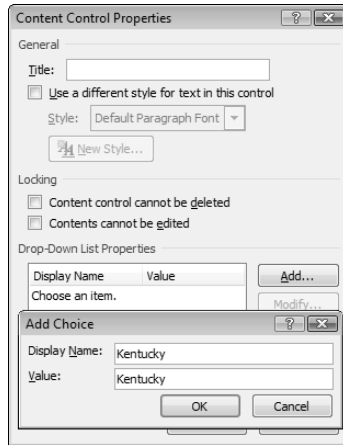 Content Control Properties
General
Title:
Use a different style for text in this control
Style: Default Paragraph Font
New Style...
Locking
Content control cannot be deleted
Contents cannot be edited
Drop-Down List Properties
Display Name Value Add...
Choose an item. Modify...
Add Choice
Display Name: Kentucky
Value: Kentucky
OK Cancel